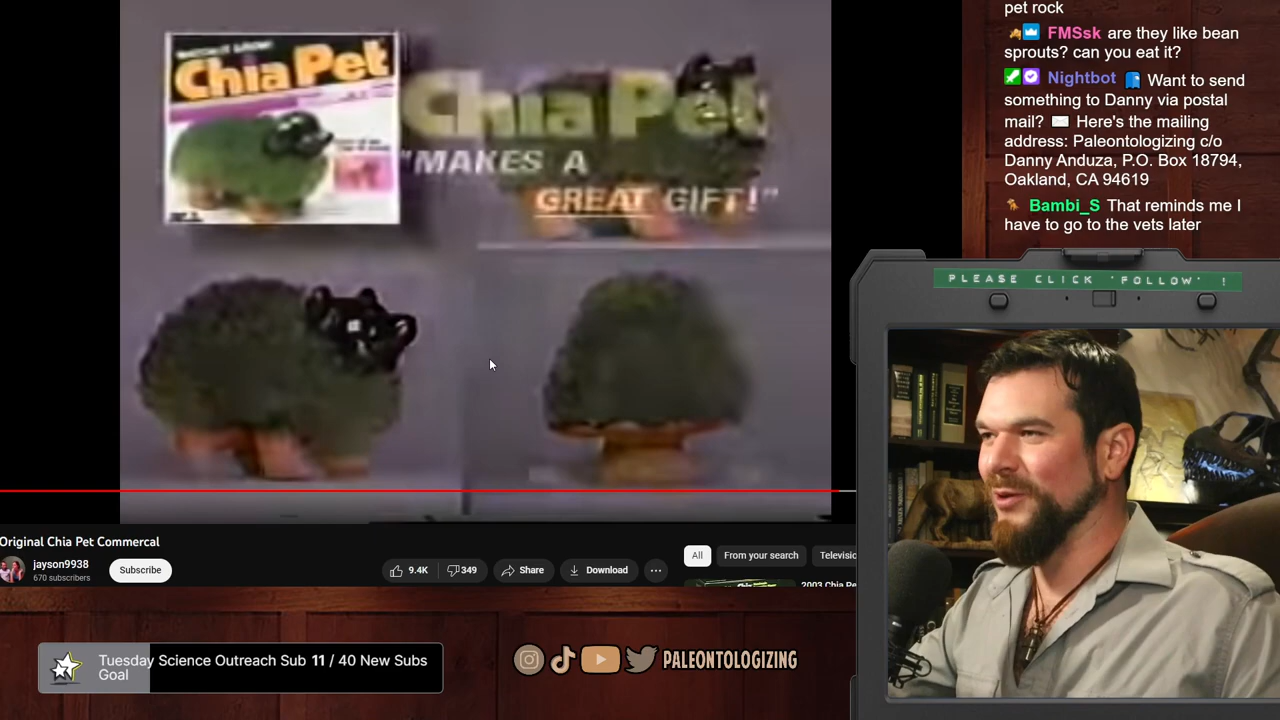 Chia Pet
Chia Pet
"MAKES A
GREAT GIFT!"
Original Chia Pet Commercal
jayson9938
670 subscribers
Subscribe
9.4K
349
Share
Download
All
From your search
Televisio
2003 Chia Pe
Tuesday Science Outreach Sub 11 / 40 New Subs
Goal
PALEONTOLOGIZING
pet rock
FMSsk are they like bean
sprouts? can you eat it?
Nightbot Want to send
something to Danny via postal
mail? Here's the mailing
address: Paleontologizing c/o
Danny Anduza, P.O. Box 18794,
Oakland, CA 94619
Bambi_S That reminds me I
have to go to the vets later
PLEASE CLICK "FOLLOW" !